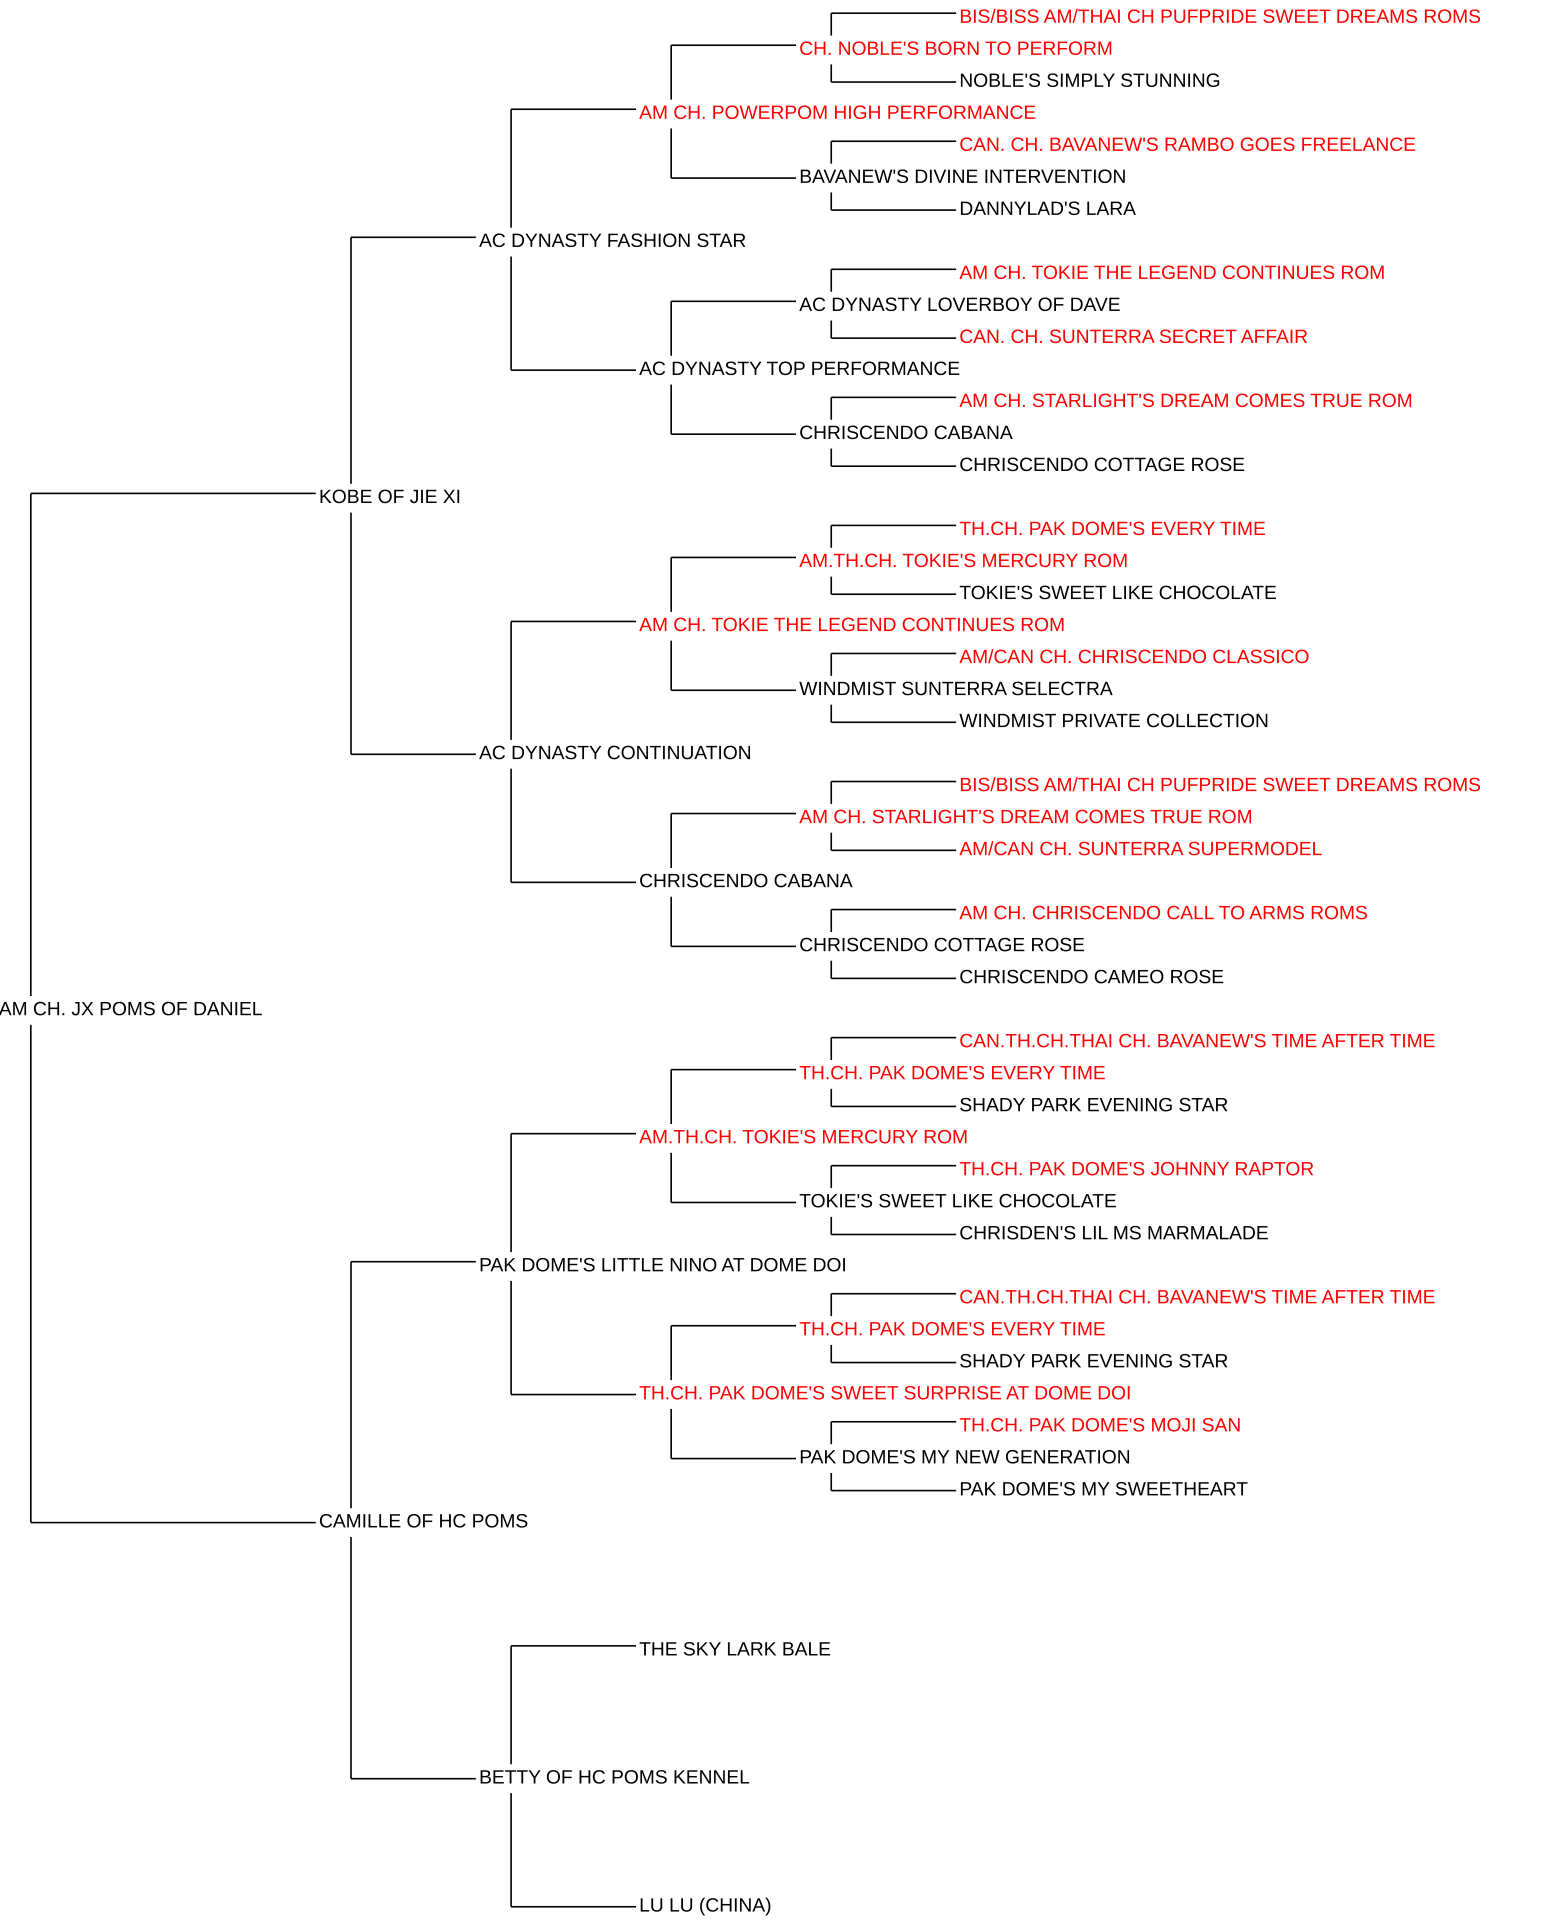 BIS/BISS AM/THAI CH PUFPRIDE SWEET DREAMS ROMS
CH. NOBLE'S BORN TO PERFORM
NOBLE'S SIMPLY STUNNING
AM CH. POWERPOM HIGH PERFORMANCE
CAN. CH. BAVANEW'S RAMBO GOES FREELANCE
BAVANEW'S DIVINE INTERVENTION
DANNYLAD'S LARA
AC DYNASTY FASHION STAR
AM CH. TOKIE THE LEGEND CONTINUES ROM
AC DYNASTY LOVERBOY OF DAVE
CAN. CH. SUNTERRA SECRET AFFAIR
AC DYNASTY TOP PERFORMANCE
AM CH. STARLIGHT'S DREAM COMES TRUE ROM
CHRISCENDO CABANA
CHRISCENDO COTTAGE ROSE
KOBE OF JIE XI
TH.CH. PAK DOME'S EVERY TIME
AM.TH.CH. TOKIE'S MERCURY ROM
TOKIE'S SWEET LIKE CHOCOLATE
AM CH. TOKIE THE LEGEND CONTINUES ROM
AM/CAN CH. CHRISCENDO CLASSICO
WINDMIST SUNTERRA SELECTRA
WINDMIST PRIVATE COLLECTION
AC DYNASTY CONTINUATION
BIS/BISS AM/THAI CH PUFPRIDE SWEET DREAMS ROMS
AM CH. STARLIGHT'S DREAM COMES TRUE ROM
AM/CAN CH. SUNTERRA SUPERMODEL
CHRISCENDO CABANA
AM CH. CHRISCENDO CALL TO ARMS ROMS
CHRISCENDO COTTAGE ROSE
CHRISCENDO CAMEO ROSE
AM CH. JX POMS OF DANIEL
CAN.TH.CH.THAI CH. BAVANEW'S TIME AFTER TIME
TH.CH. PAK DOME'S EVERY TIME
SHADY PARK EVENING STAR
AM.TH.CH. TOKIE'S MERCURY ROM
TH.CH. PAK DOME'S JOHNNY RAPTOR
TOKIE'S SWEET LIKE CHOCOLATE
CHRISDEN'S LIL MS MARMALADE
PAK DOME'S LITTLE NINO AT DOME DOI
CAN.TH.CH.THAI CH. BAVANEW'S TIME AFTER TIME
TH.CH. PAK DOME'S EVERY TIME
SHADY PARK EVENING STAR
TH.CH. PAK DOME'S SWEET SURPRISE AT DOME DOI
TH.CH. PAK DOME'S MOJI SAN
PAK DOME'S MY NEW GENERATION
PAK DOME'S MY SWEETHEART
CAMILLE OF HC POMS
THE SKY LARK BALE
BETTY OF HC POMS KENNEL
LU LU (CHINA)